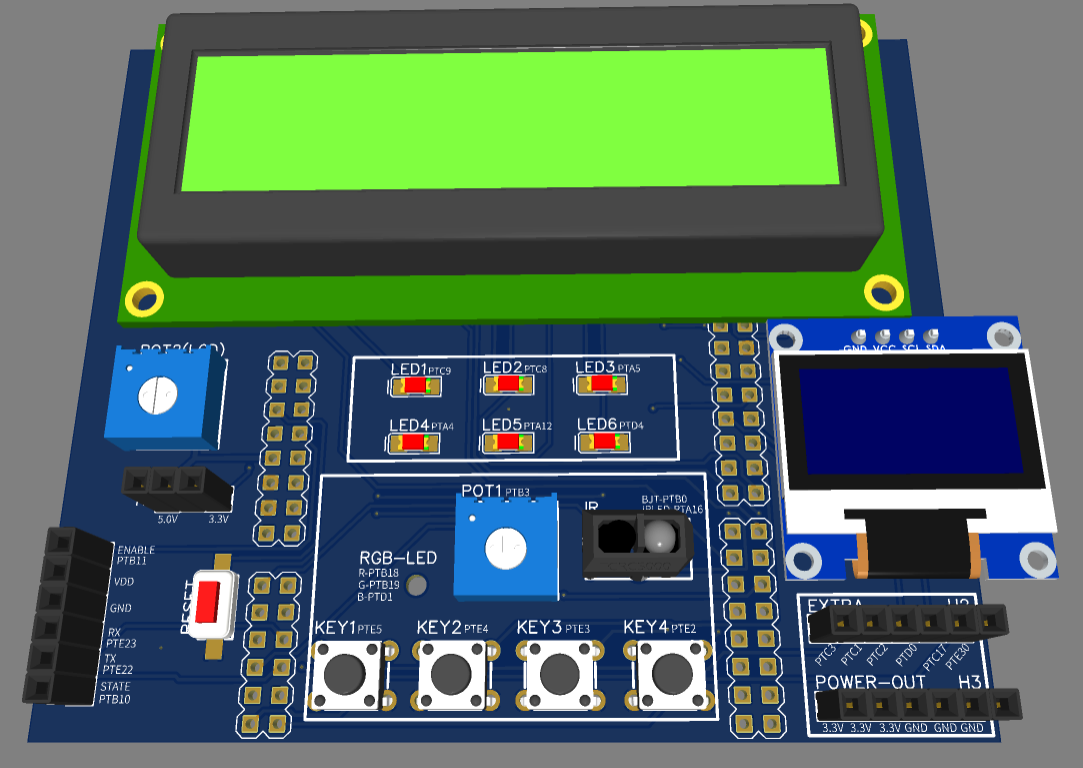 GND VCC SCL SDA
POT2(LCD)
LED1 PTC9
LED2 PTC8
LED3 PTA5
LED4 PTA4
LED5 PTA12
LED6 PTD4
5.0V 3.3V
POT1 PTB3
IR
BJT-PTB0
IRLED-PTA16
ENABLE
PTB11
VDD
GND
RX
PTE23
TX
PTE22
STATE
PTB10
RESET
RGB-LED
R-PTB18
G-PTB19
B-PTD1
KEY1 PTE5
KEY2 PTE4
KEY3 PTE3
KEY4 PTE2
EXTRA H2
PTC3 PTC1 PTC2 PTD0 PTC17 PTE30
POWER-OUT H3
3.3V 3.3V 3.3V GND GND GND